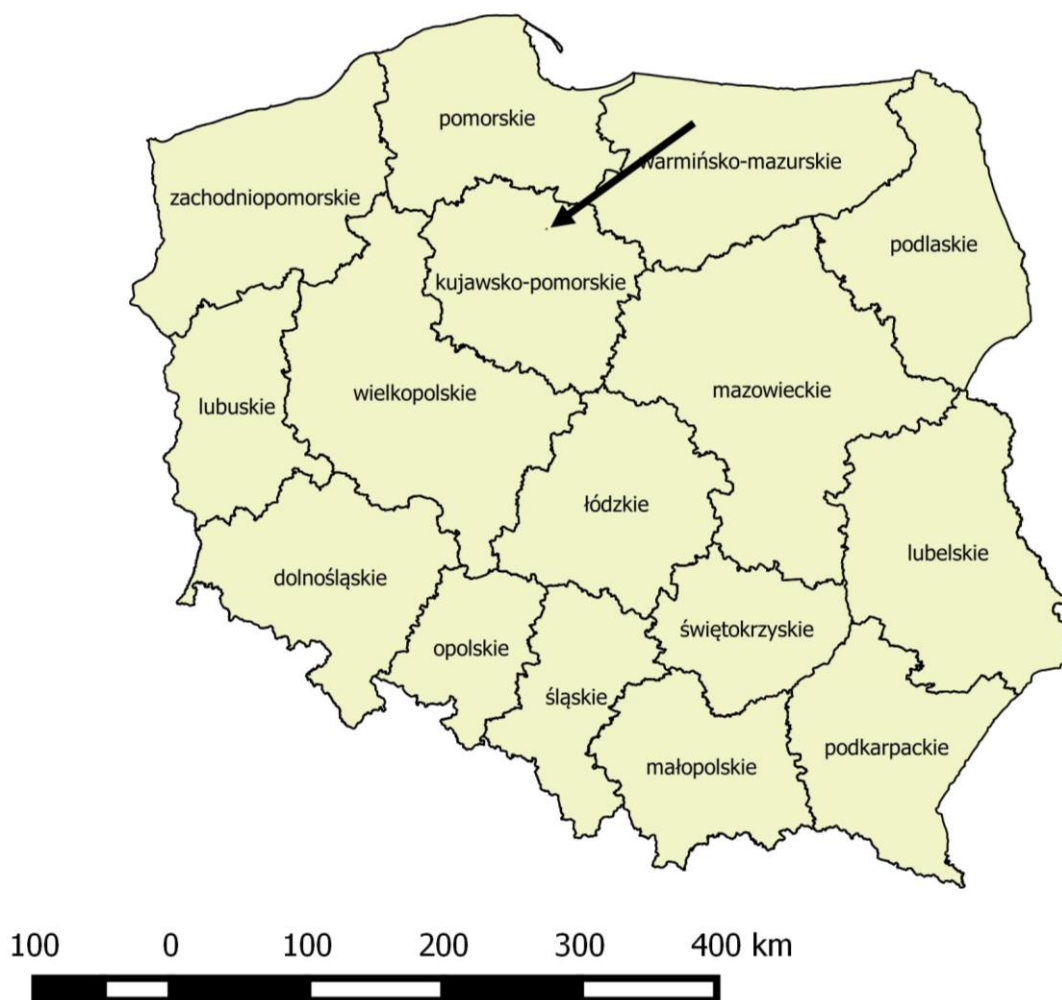 pomorskie
warmińsko-mazurskie
zachodniopomorskie
podlaskie
kujawsko-pomorskie
lubuskie
wielkopolskie
mazowieckie
łódzkie
lubelskie
dolnośląskie
świętokrzyskie
opolskie
śląskie
podkarpackie
małopolskie
100 0 100 200 300 400 km